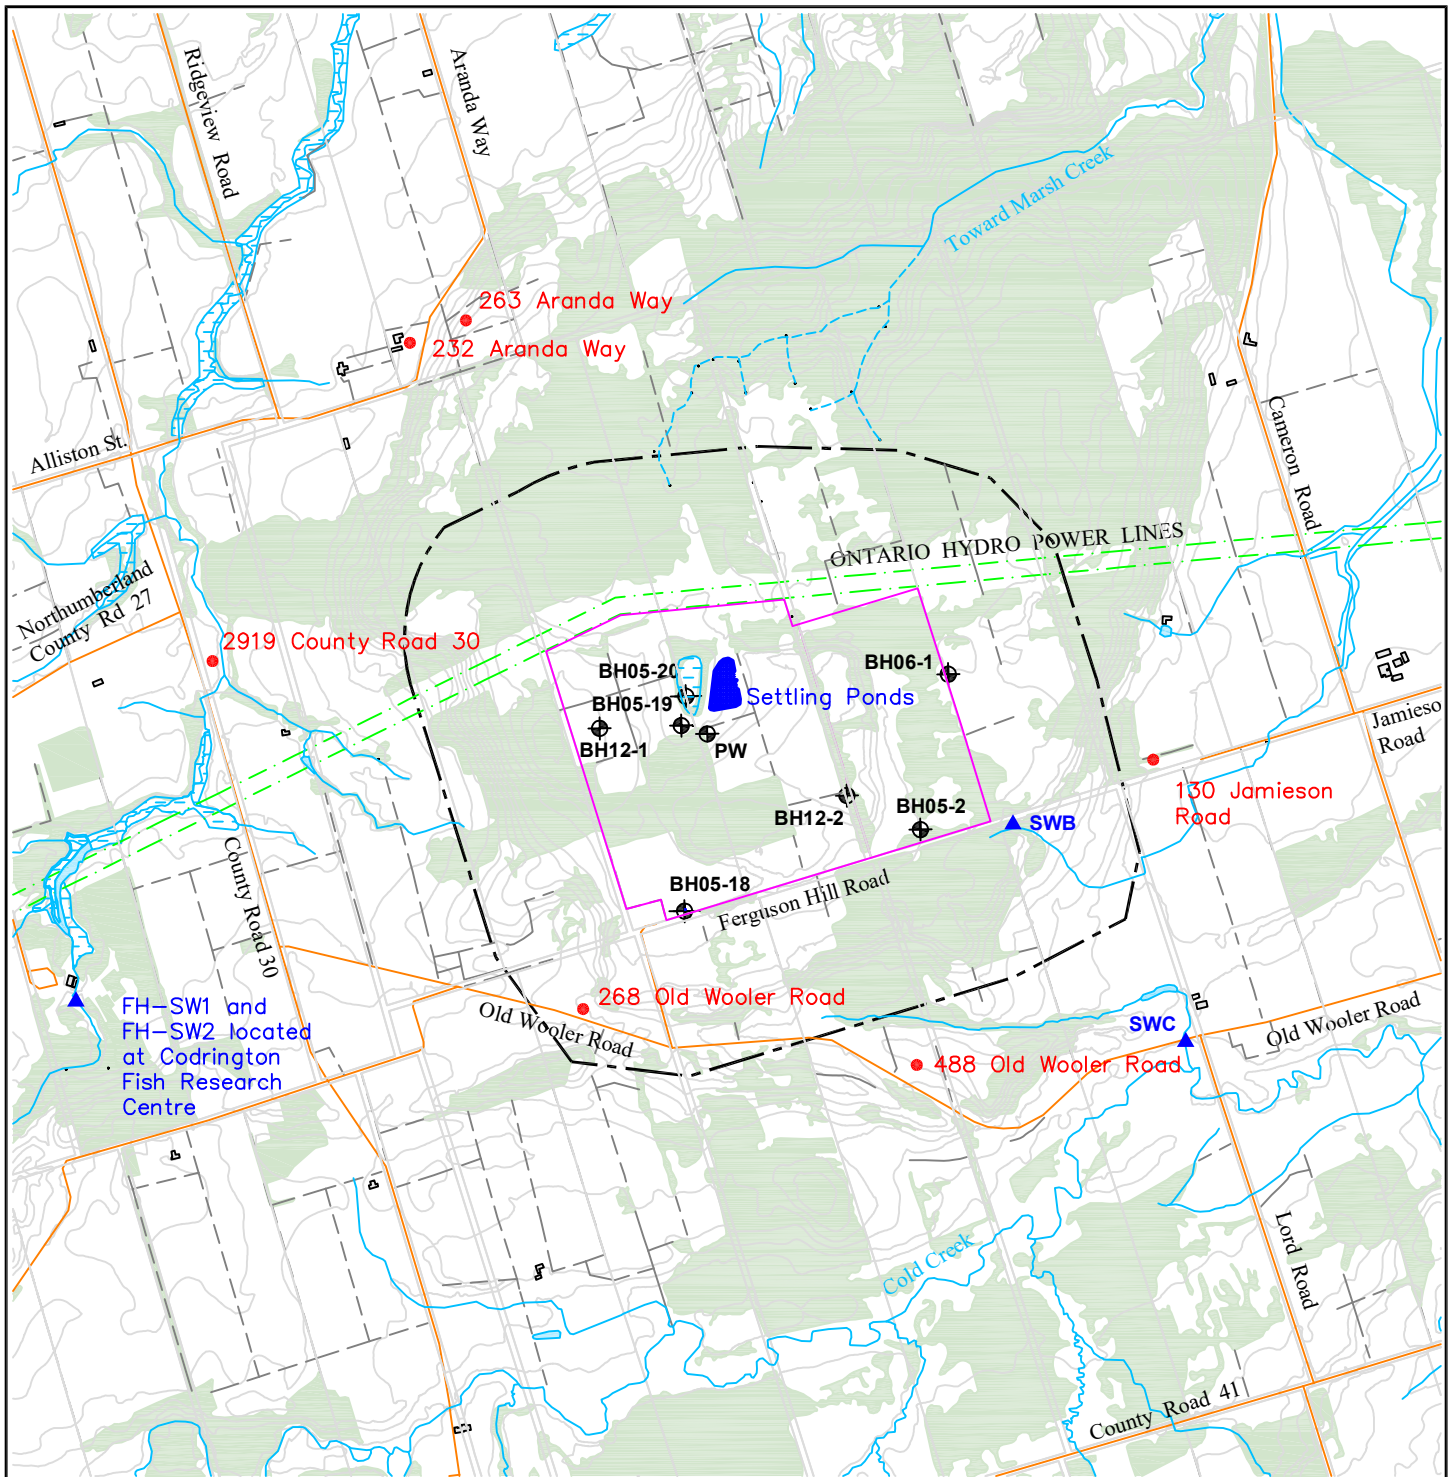 Ridgeview Road
Aranda Way
Toward Marsh Creek
263 Aranda Way
232 Aranda Way
Alliston St.
Cameron Road
ONTARIO HYDRO POWER LINES
Northumberland
County Rd 27
2919 County Road 30
BH05-20
BH06-1
BH05-19
Settling Ponds
BH12-1
PW
Jamieso
Road
130 Jamieson
Road
BH12-2
BH05-2
SWB
County Road 30
BH05-18
Ferguson Hill Road
268 Old Wooler Road
FH-SW1 and
FH-SW2 located
at Codrington
Fish Research
Centre
Old Wooler Road
SWC
Old Wooler Road
488 Old Wooler Road
Cold Creek
Lord Road
County Road 41